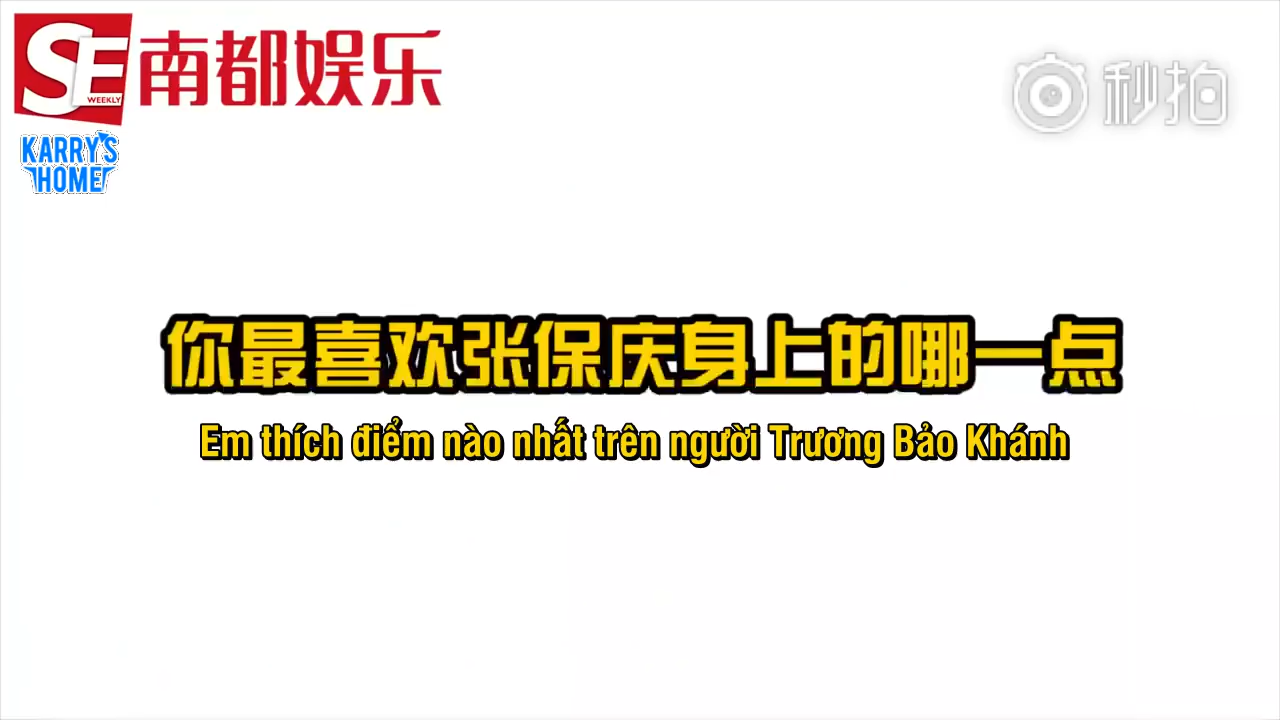 SE WEEKLY 南都娱乐
秒拍
KARRY'S
HOME
你最喜欢张保庆身上的哪一点
Em thích điểm nào nhất trên người Trương Bảo Khánh